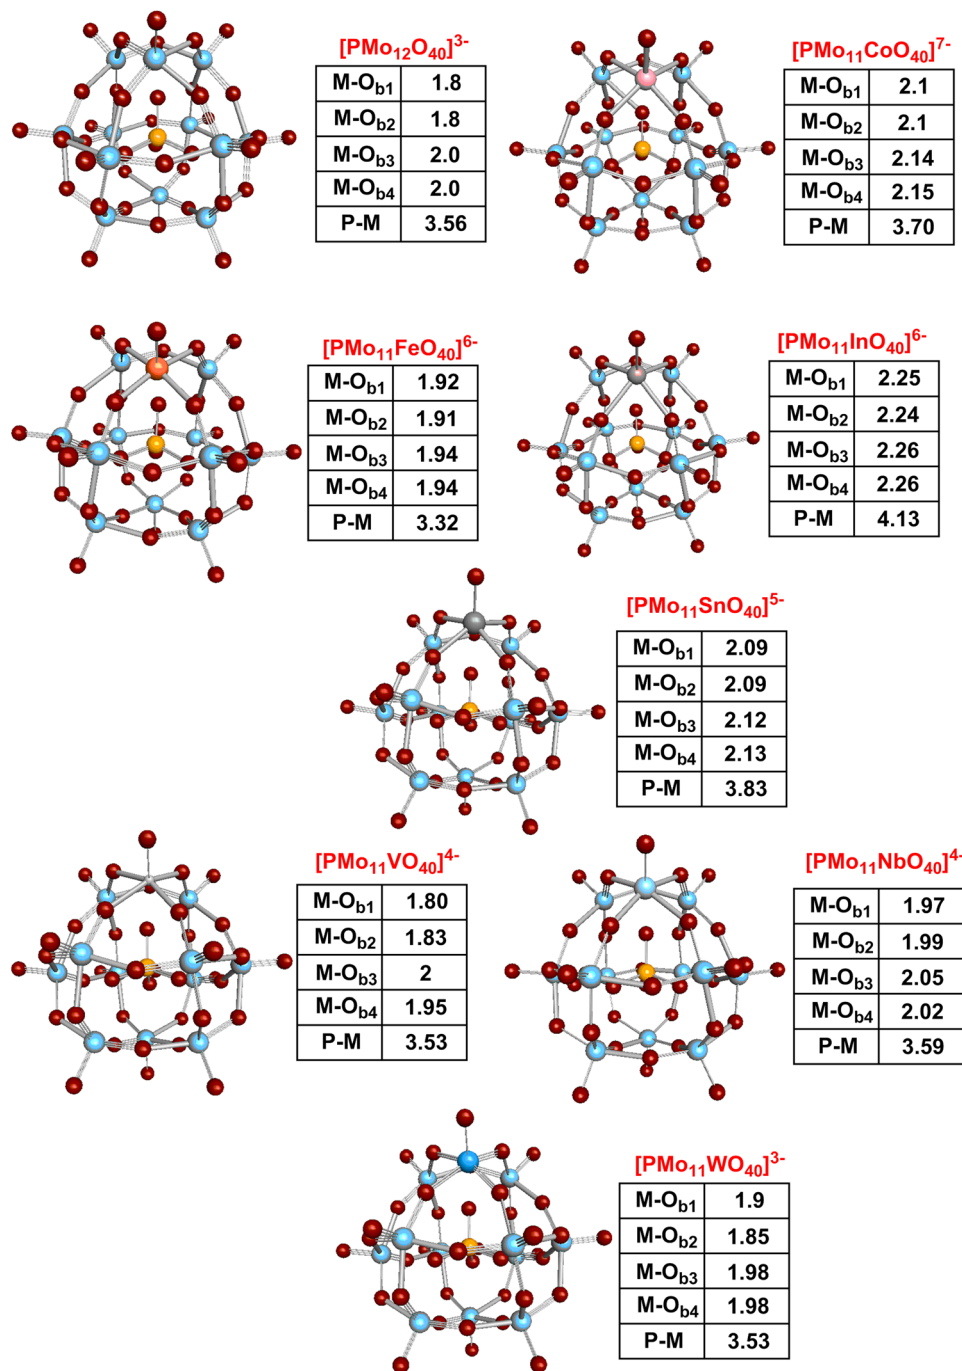 [PMo12O40]3-
M-Ob1 1.8
M-Ob2 1.8
M-Ob3 2.0
M-Ob4 2.0
P-M 3.56
[PMo11CoO40]7-
M-Ob1 2.1
M-Ob2 2.1
M-Ob3 2.14
M-Ob4 2.15
P-M 3.70
[PMo11FeO40]6-
M-Ob1 1.92
M-Ob2 1.91
M-Ob3 1.94
M-Ob4 1.94
P-M 3.32
[PMo11InO40]6-
M-Ob1 2.25
M-Ob2 2.24
M-Ob3 2.26
M-Ob4 2.26
P-M 4.13
[PMo11SnO40]5-
M-Ob1 2.09
M-Ob2 2.09
M-Ob3 2.12
M-Ob4 2.13
P-M 3.83
[PMo11VO40]4-
M-Ob1 1.80
M-Ob2 1.83
M-Ob3 2
M-Ob4 1.95
P-M 3.53
[PMo11NbO40]4-
M-Ob1 1.97
M-Ob2 1.99
M-Ob3 2.05
M-Ob4 2.02
P-M 3.59
[PMo11WO40]3-
M-Ob1 1.9
M-Ob2 1.85
M-Ob3 1.98
M-Ob4 1.98
P-M 3.53